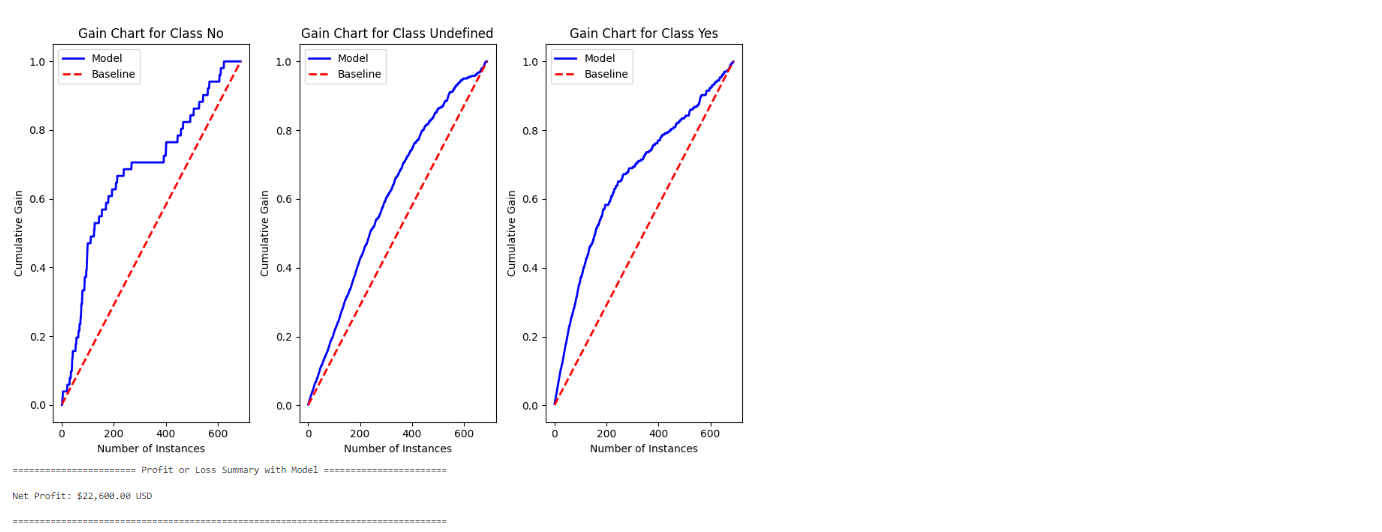 Gain Chart for Class No
Model
Baseline
1.0
0.8
0.6
0.4
0.2
0.0
Cumulative Gain
0 200 400 600
Number of Instances
Gain Chart for Class Undefined
Model
Baseline
1.0
0.8
0.6
0.4
0.2
0.0
Cumulative Gain
0 200 400 600
Number of Instances
Gain Chart for Class Yes
Model
Baseline
1.0
0.8
0.6
0.4
0.2
0.0
Cumulative Gain
0 200 400 600
Number of Instances
======================= Profit or Loss Summary with Model =======================
Net Profit: $22,600.00 USD
=================================================================================